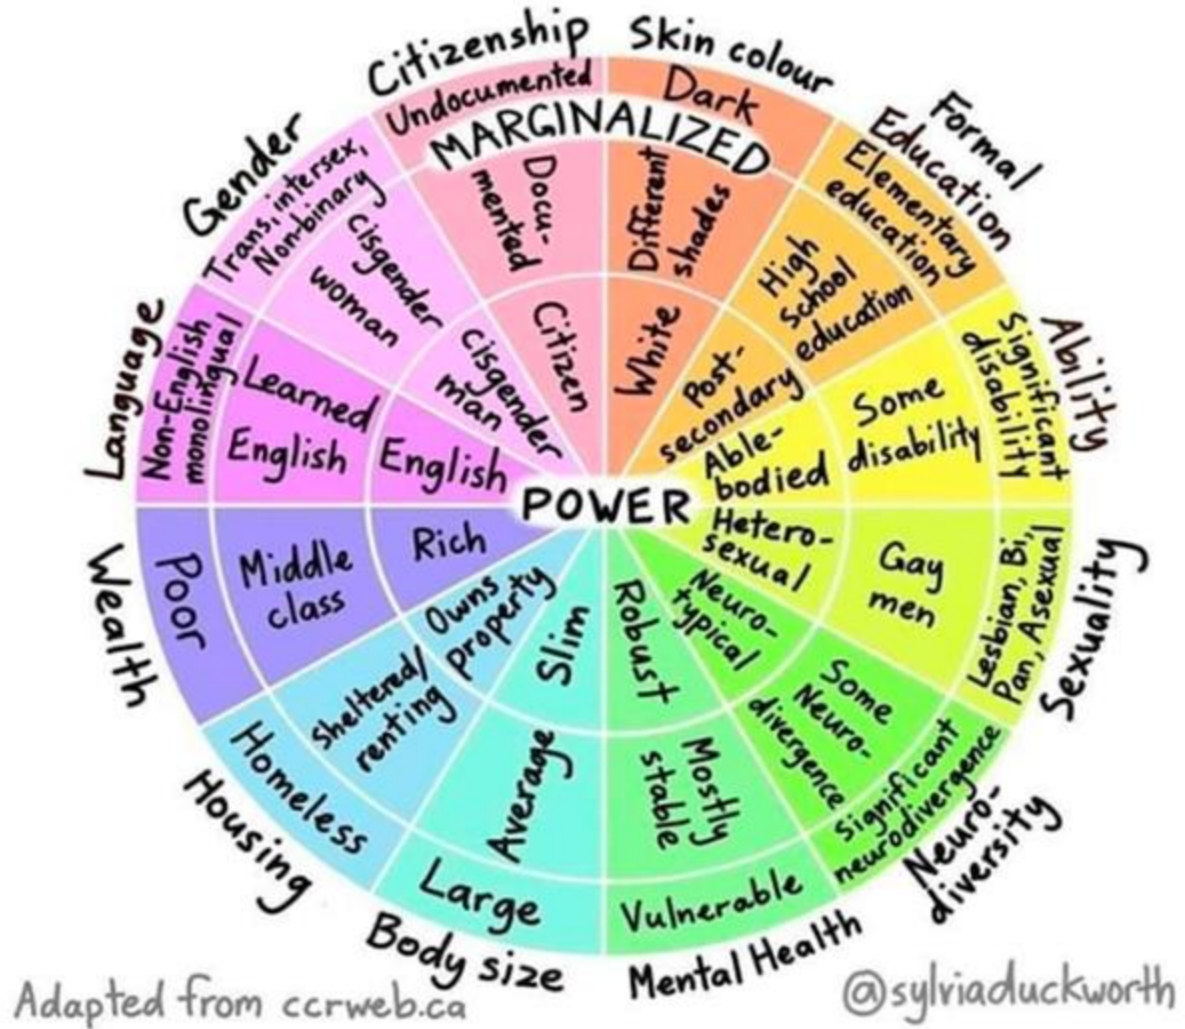 Citizenship
Undocumented
Docu-
mented
Citizen
Skin colour
Dark
Different
shades
White
Formal
Education
Elementary
education
High
school
education
Post-
secondary
Ability
Significant
disability
Some
disability
Able-
bodied
Sexuality
Lesbian, Bi,
Pan, Asexual
Gay
men
Hetero-
sexual
Neuro-
diversity
Significant
neurodivergence
Some
Neuro-
divergence
Neuro-
typical
Mental Health
Vulnerable
Mostly
stable
Robust
Body size
Large
Average
Slim
Housing
Homeless
Sheltered/
renting
Owns
property
Wealth
Poor
Middle
class
Rich
Language
Non-English
monolingual
Learned
English
English
Gender
Trans, intersex,
Non-binary
cisgender
woman
cisgender
man
MARGINALIZED
POWER
Adapted from ccrweb.ca
@sylviaduckworth